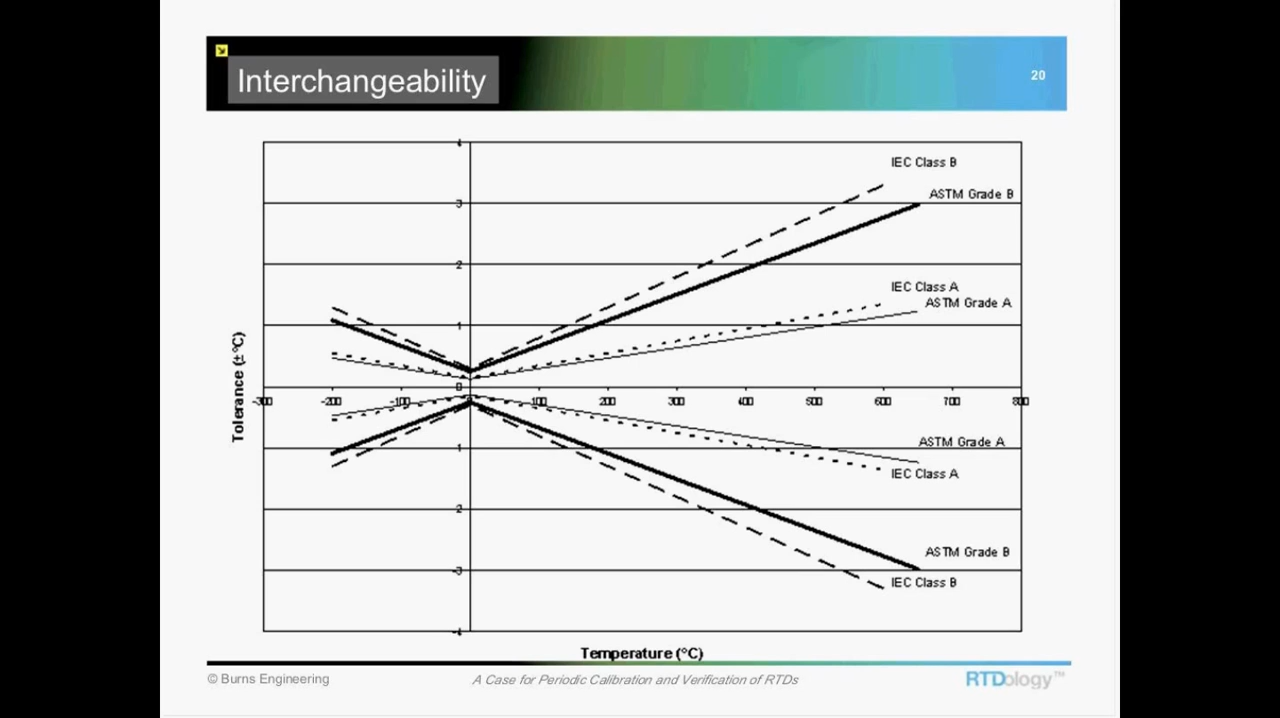 Interchangeability
20
4
IEC Class B
ASTM Grade B
3
2
IEC Class A
ASTM Grade A
1
Tolerance (± °C)
0
-300 -200 -100 100 200 300 400 500 600 700 800
ASTM Grade A
-1
IEC Class A
-2
ASTM Grade B
-3
IEC Class B
-4
Temperature (°C)
© Burns Engineering
A Case for Periodic Calibration and Verification of RTDs
RTDology™